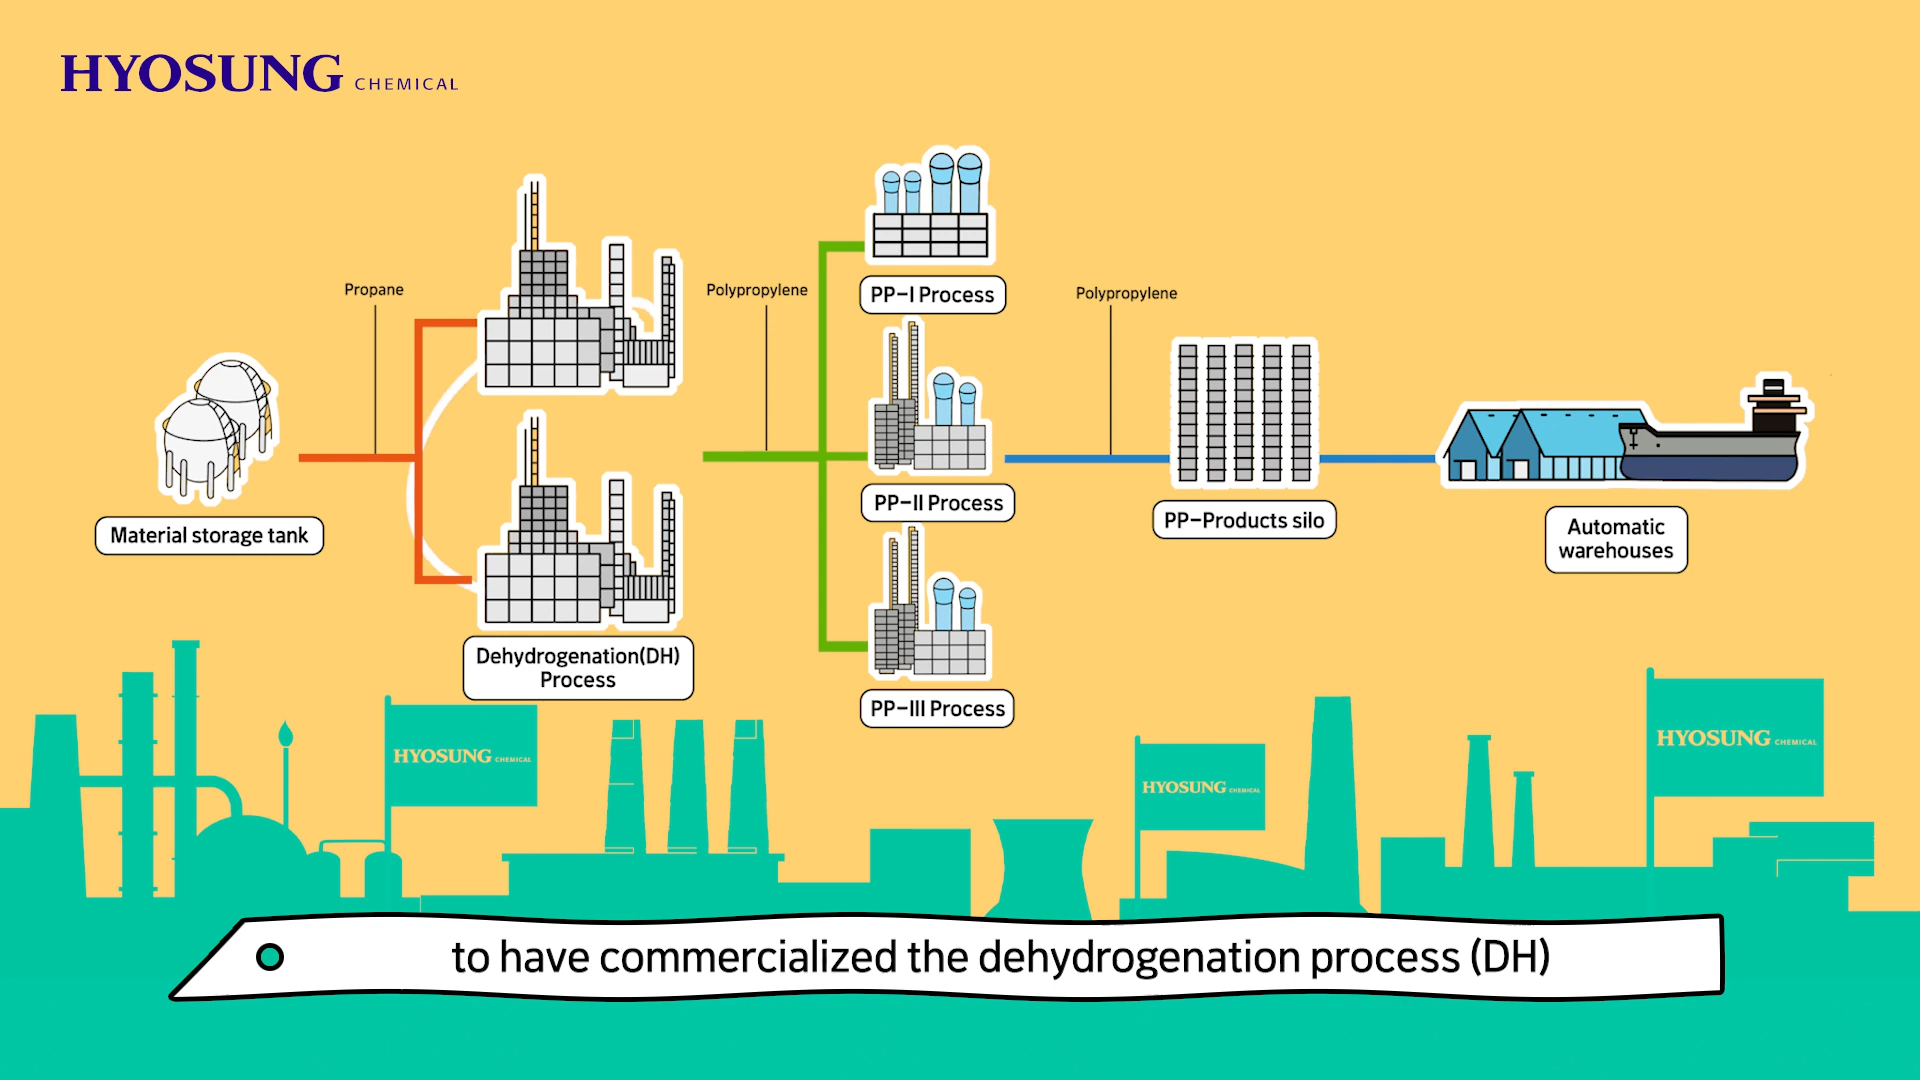 HYOSUNG CHEMICAL
Propane
Polypropylene
Polypropylene
PP-I Process
PP-II Process
PP-III Process
Material storage tank
PP-Products silo
Automatic
warehouses
Dehydrogenation(DH)
Process
HYOSUNG CHEMICAL
HYOSUNG CHEMICAL
HYOSUNG CHEMICAL
to have commercialized the dehydrogenation process (DH)